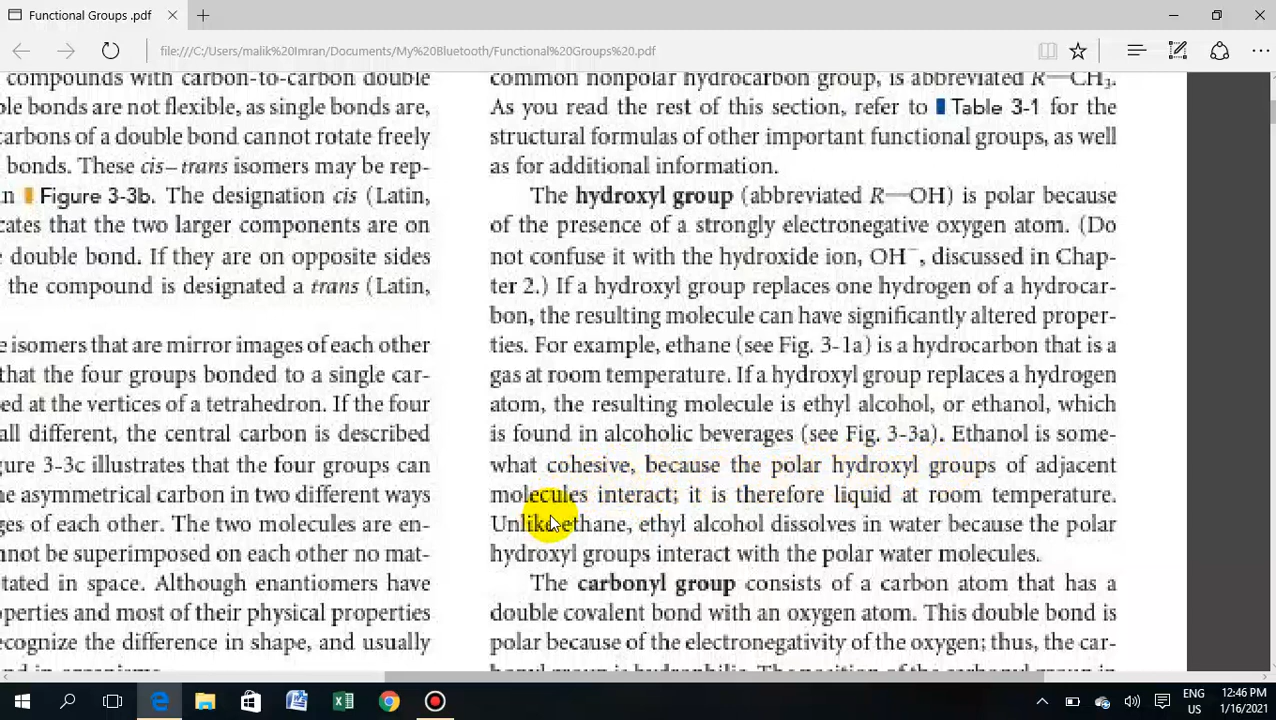 Functional Groups .pdf
file:///C:/Users/malik%20Imran/Documents/My%20Bluetooth/Functional%20Groups%20.pdf
compounds with carbon-to-carbon double
ble bonds are not flexible, as single bonds are,
carbons of a double bond cannot rotate freely
bonds. These cis–trans isomers may be rep-
n Figure 3-3b. The designation cis (Latin,
cates that the two larger components are on
e double bond. If they are on opposite sides
the compound is designated a trans (Latin,
e isomers that are mirror images of each other
that the four groups bonded to a single car-
ed at the vertices of a tetrahedron. If the four
all different, the central carbon is described
gure 3-3c illustrates that the four groups can
he asymmetrical carbon in two different ways
ges of each other. The two molecules are en-
nnot be superimposed on each other no mat-
tated in space. Although enantiomers have
operties and most of their physical properties
ecognize the difference in shape, and usually
common nonpolar hydrocarbon group, is abbreviated R—CH₃.
As you read the rest of this section, refer to Table 3-1 for the
structural formulas of other important functional groups, as well
as for additional information.
The hydroxyl group (abbreviated R—OH) is polar because
of the presence of a strongly electronegative oxygen atom. (Do
not confuse it with the hydroxide ion, OH⁻, discussed in Chap-
ter 2.) If a hydroxyl group replaces one hydrogen of a hydrocar-
bon, the resulting molecule can have significantly altered proper-
ties. For example, ethane (see Fig. 3-1a) is a hydrocarbon that is a
gas at room temperature. If a hydroxyl group replaces a hydrogen
atom, the resulting molecule is ethyl alcohol, or ethanol, which
is found in alcoholic beverages (see Fig. 3-3a). Ethanol is some-
what cohesive, because the polar hydroxyl groups of adjacent
molecules interact; it is therefore liquid at room temperature.
Unlike ethane, ethyl alcohol dissolves in water because the polar
hydroxyl groups interact with the polar water molecules.
The carbonyl group consists of a carbon atom that has a
double covalent bond with an oxygen atom. This double bond is
polar because of the electronegativity of the oxygen; thus, the car-
bonyl group is hydrophilic. The position of the carbonyl group in
ENG
US
12:46 PM
1/16/2021